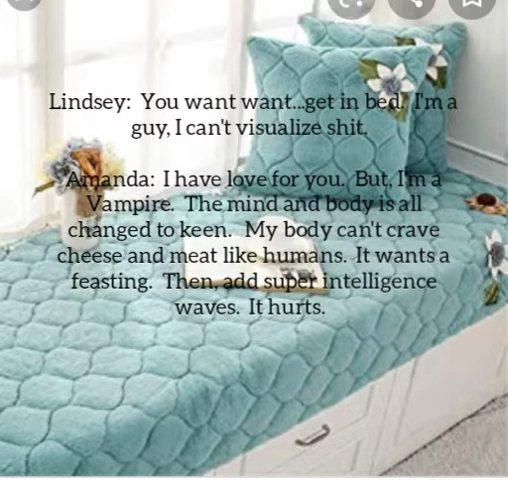 Lindsey:  You want want...get in bed.  I'm a
guy, I can't visualize shit.
Amanda:  I have love for you.  But, I'm a
Vampire.  The mind and body is all
changed to keen.   My body can't crave
cheese and meat like humans.  It wants a
feasting.  Then, add super intelligence
waves.  It hurts.